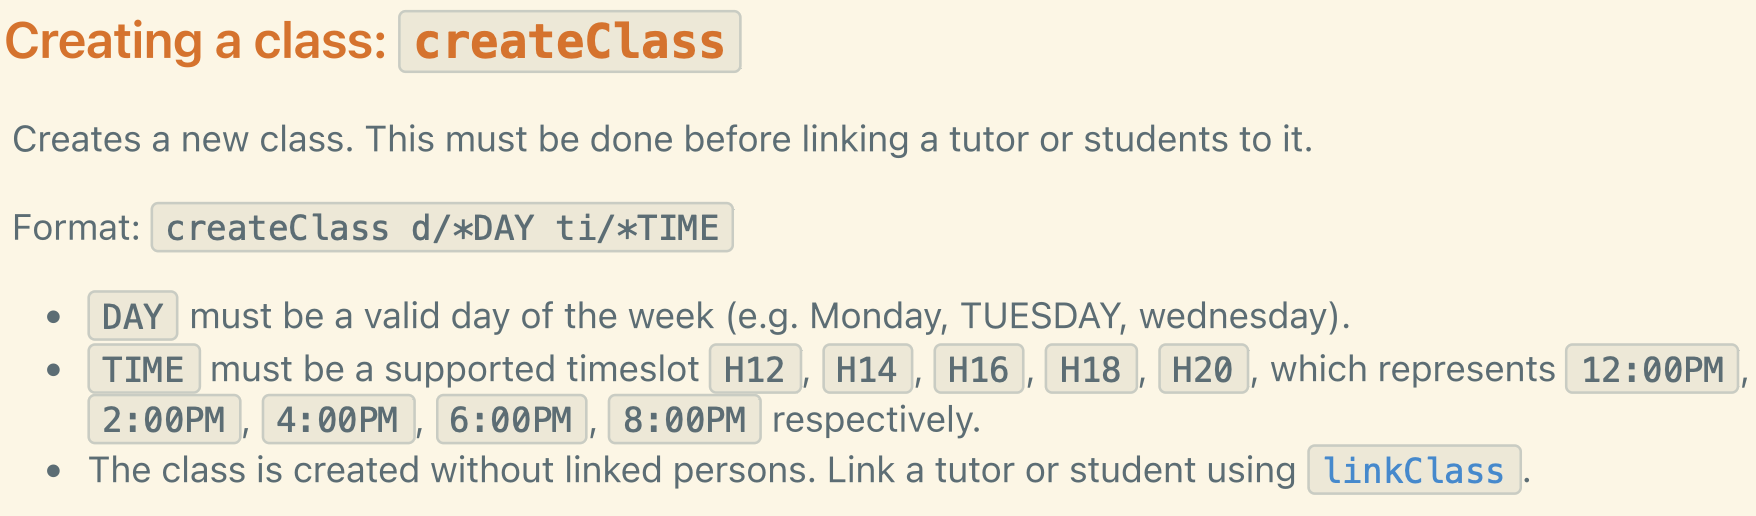 Creating a class: createClass
Creates a new class. This must be done before linking a tutor or students to it.
Format: createClass d/*DAY ti/*TIME
• DAY must be a valid day of the week (e.g. Monday, TUESDAY, wednesday).
• TIME must be a supported timeslot H12, H14, H16, H18, H20, which represents 12:00PM,
2:00PM, 4:00PM, 6:00PM, 8:00PM respectively.
• The class is created without linked persons. Link a tutor or student using linkClass.